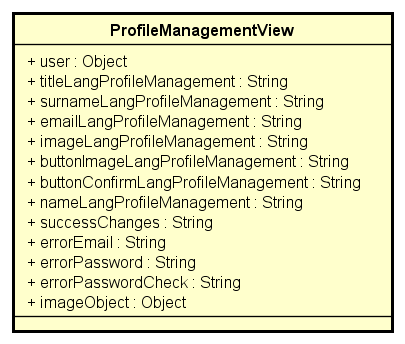 ProfileManagementView
+ user : Object
+ titleLangProfileManagement : String
+ surnameLangProfileManagement : String
+ emailLangProfileManagement : String
+ imageLangProfileManagement : String
+ buttonImageLangProfileManagement : String
+ buttonConfirmLangProfileManagement : String
+ nameLangProfileManagement : String
+ successChanges : String
+ errorEmail : String
+ errorPassword : String
+ errorPasswordCheck : String
+ imageObject : Object